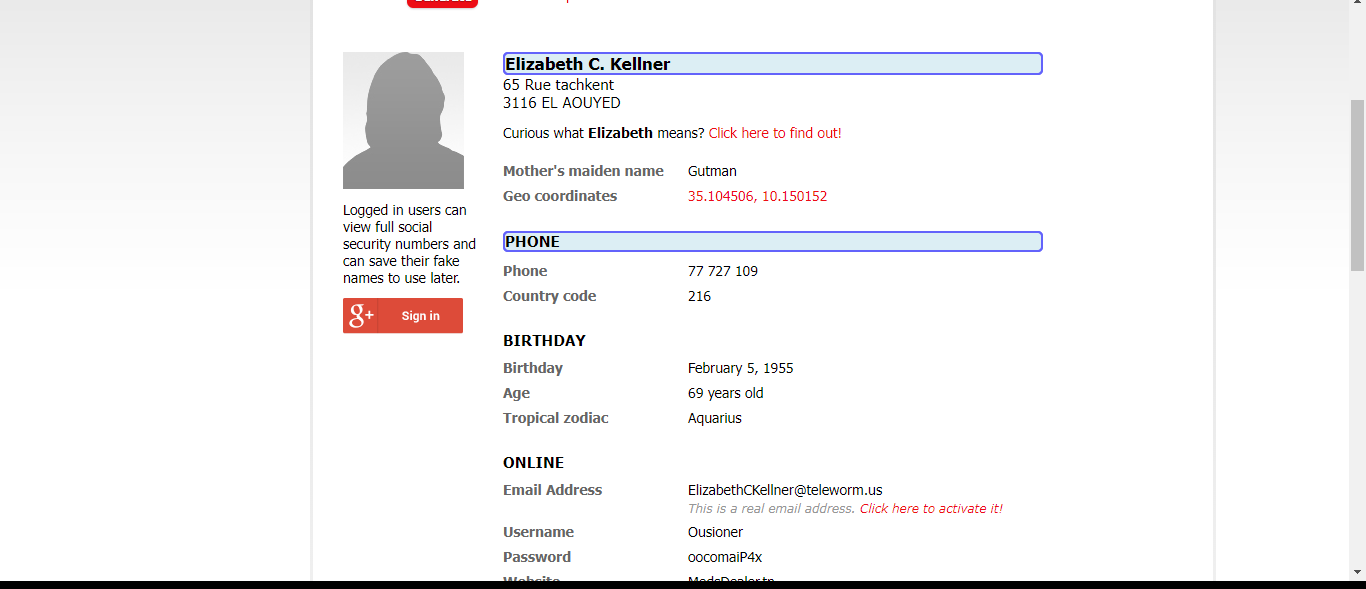 Elizabeth C. Kellner
65 Rue tachkent
3116 EL AOUYED
Curious what Elizabeth means? Click here to find out!
Mother's maiden name Gutman
Geo coordinates 35.104506, 10.150152
Logged in users can
view full social
security numbers and
can save their fake
names to use later.
g+ Sign in
PHONE
Phone 77 727 109
Country code 216
BIRTHDAY
Birthday February 5, 1955
Age 69 years old
Tropical zodiac Aquarius
ONLINE
Email Address ElizabethCKellner@teleworm.us
This is a real email address. Click here to activate it!
Username Ousioner
Password oocomaiP4x
Website